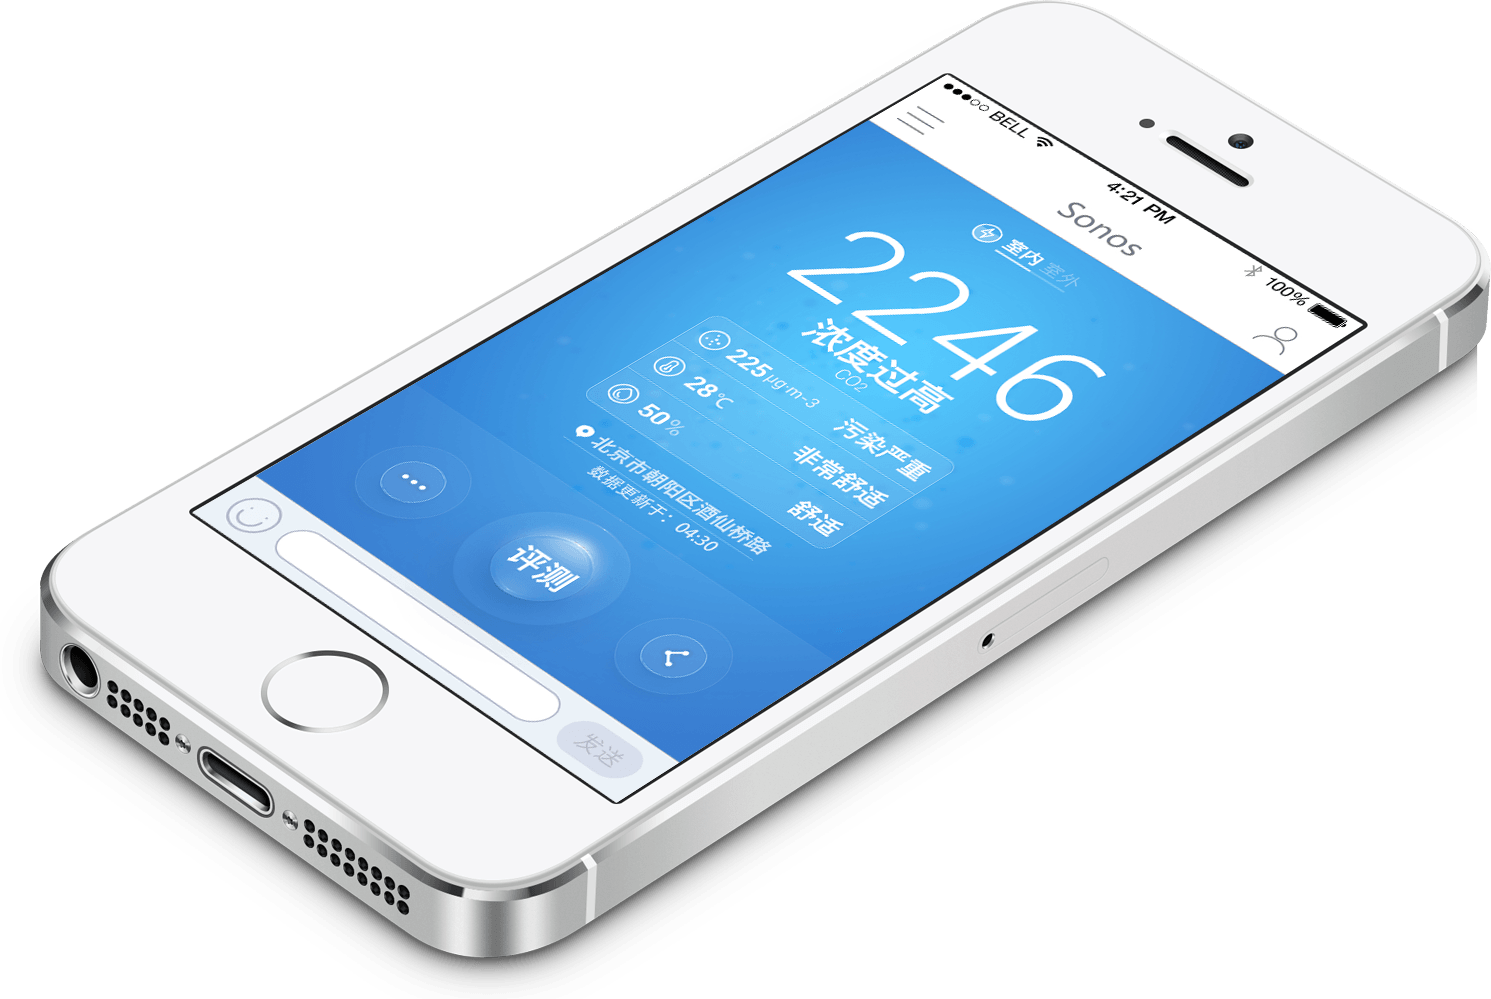 BELL
4:21 PM
100%
Sonos
室内 室外
2246
浓度过高
CO2
225 μg·m-3 污染严重
28℃ 非常舒适
50% 舒适
北京市朝阳区酒仙桥路
数据更新于：04:30
评测
发送